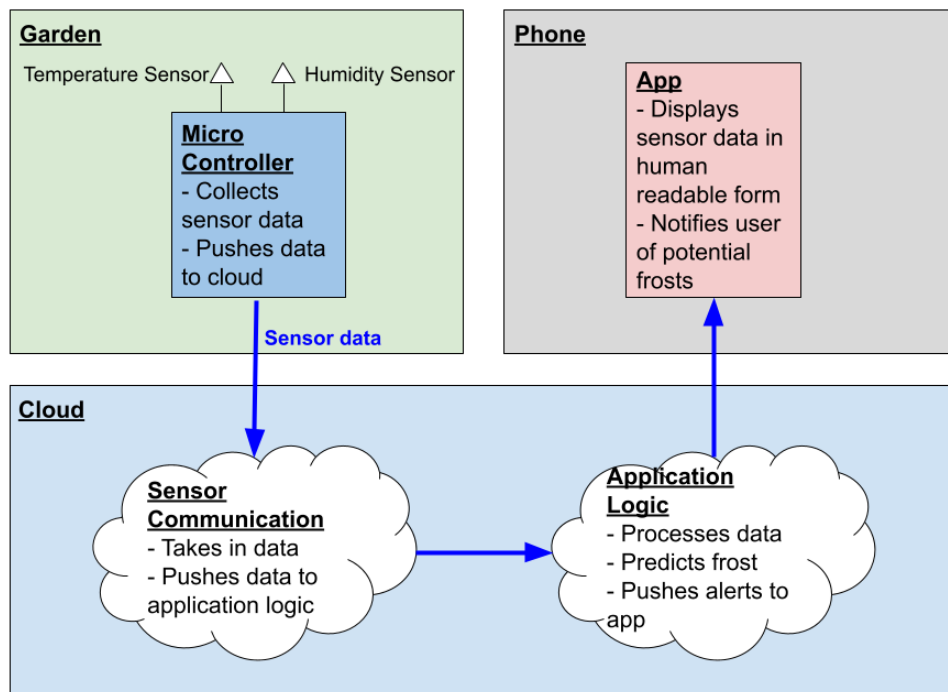 Garden
Temperature Sensor
Humidity Sensor
Micro
Controller
- Collects
sensor data
- Pushes data
to cloud
Sensor data
Phone
App
- Displays
sensor data in
human
readable form
- Notifies user
of potential
frosts
Cloud
Sensor
Communication
- Takes in data
- Pushes data to
application logic
Application
Logic
- Processes data
- Predicts frost
- Pushes alerts to
app